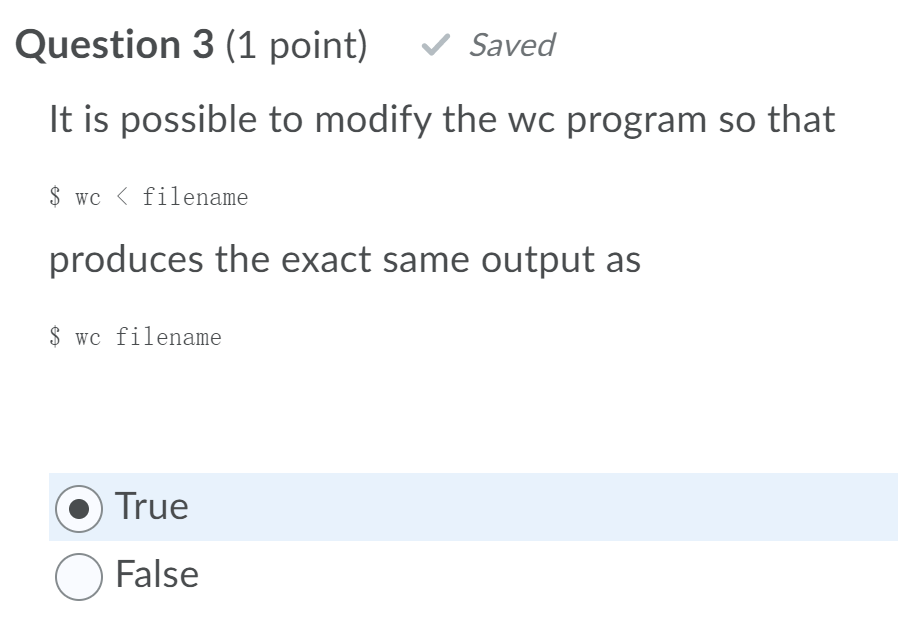 Question 3 (1 point) ✓ Saved
It is possible to modify the wc program so that
$ wc < filename
produces the exact same output as
$ wc filename
True
False